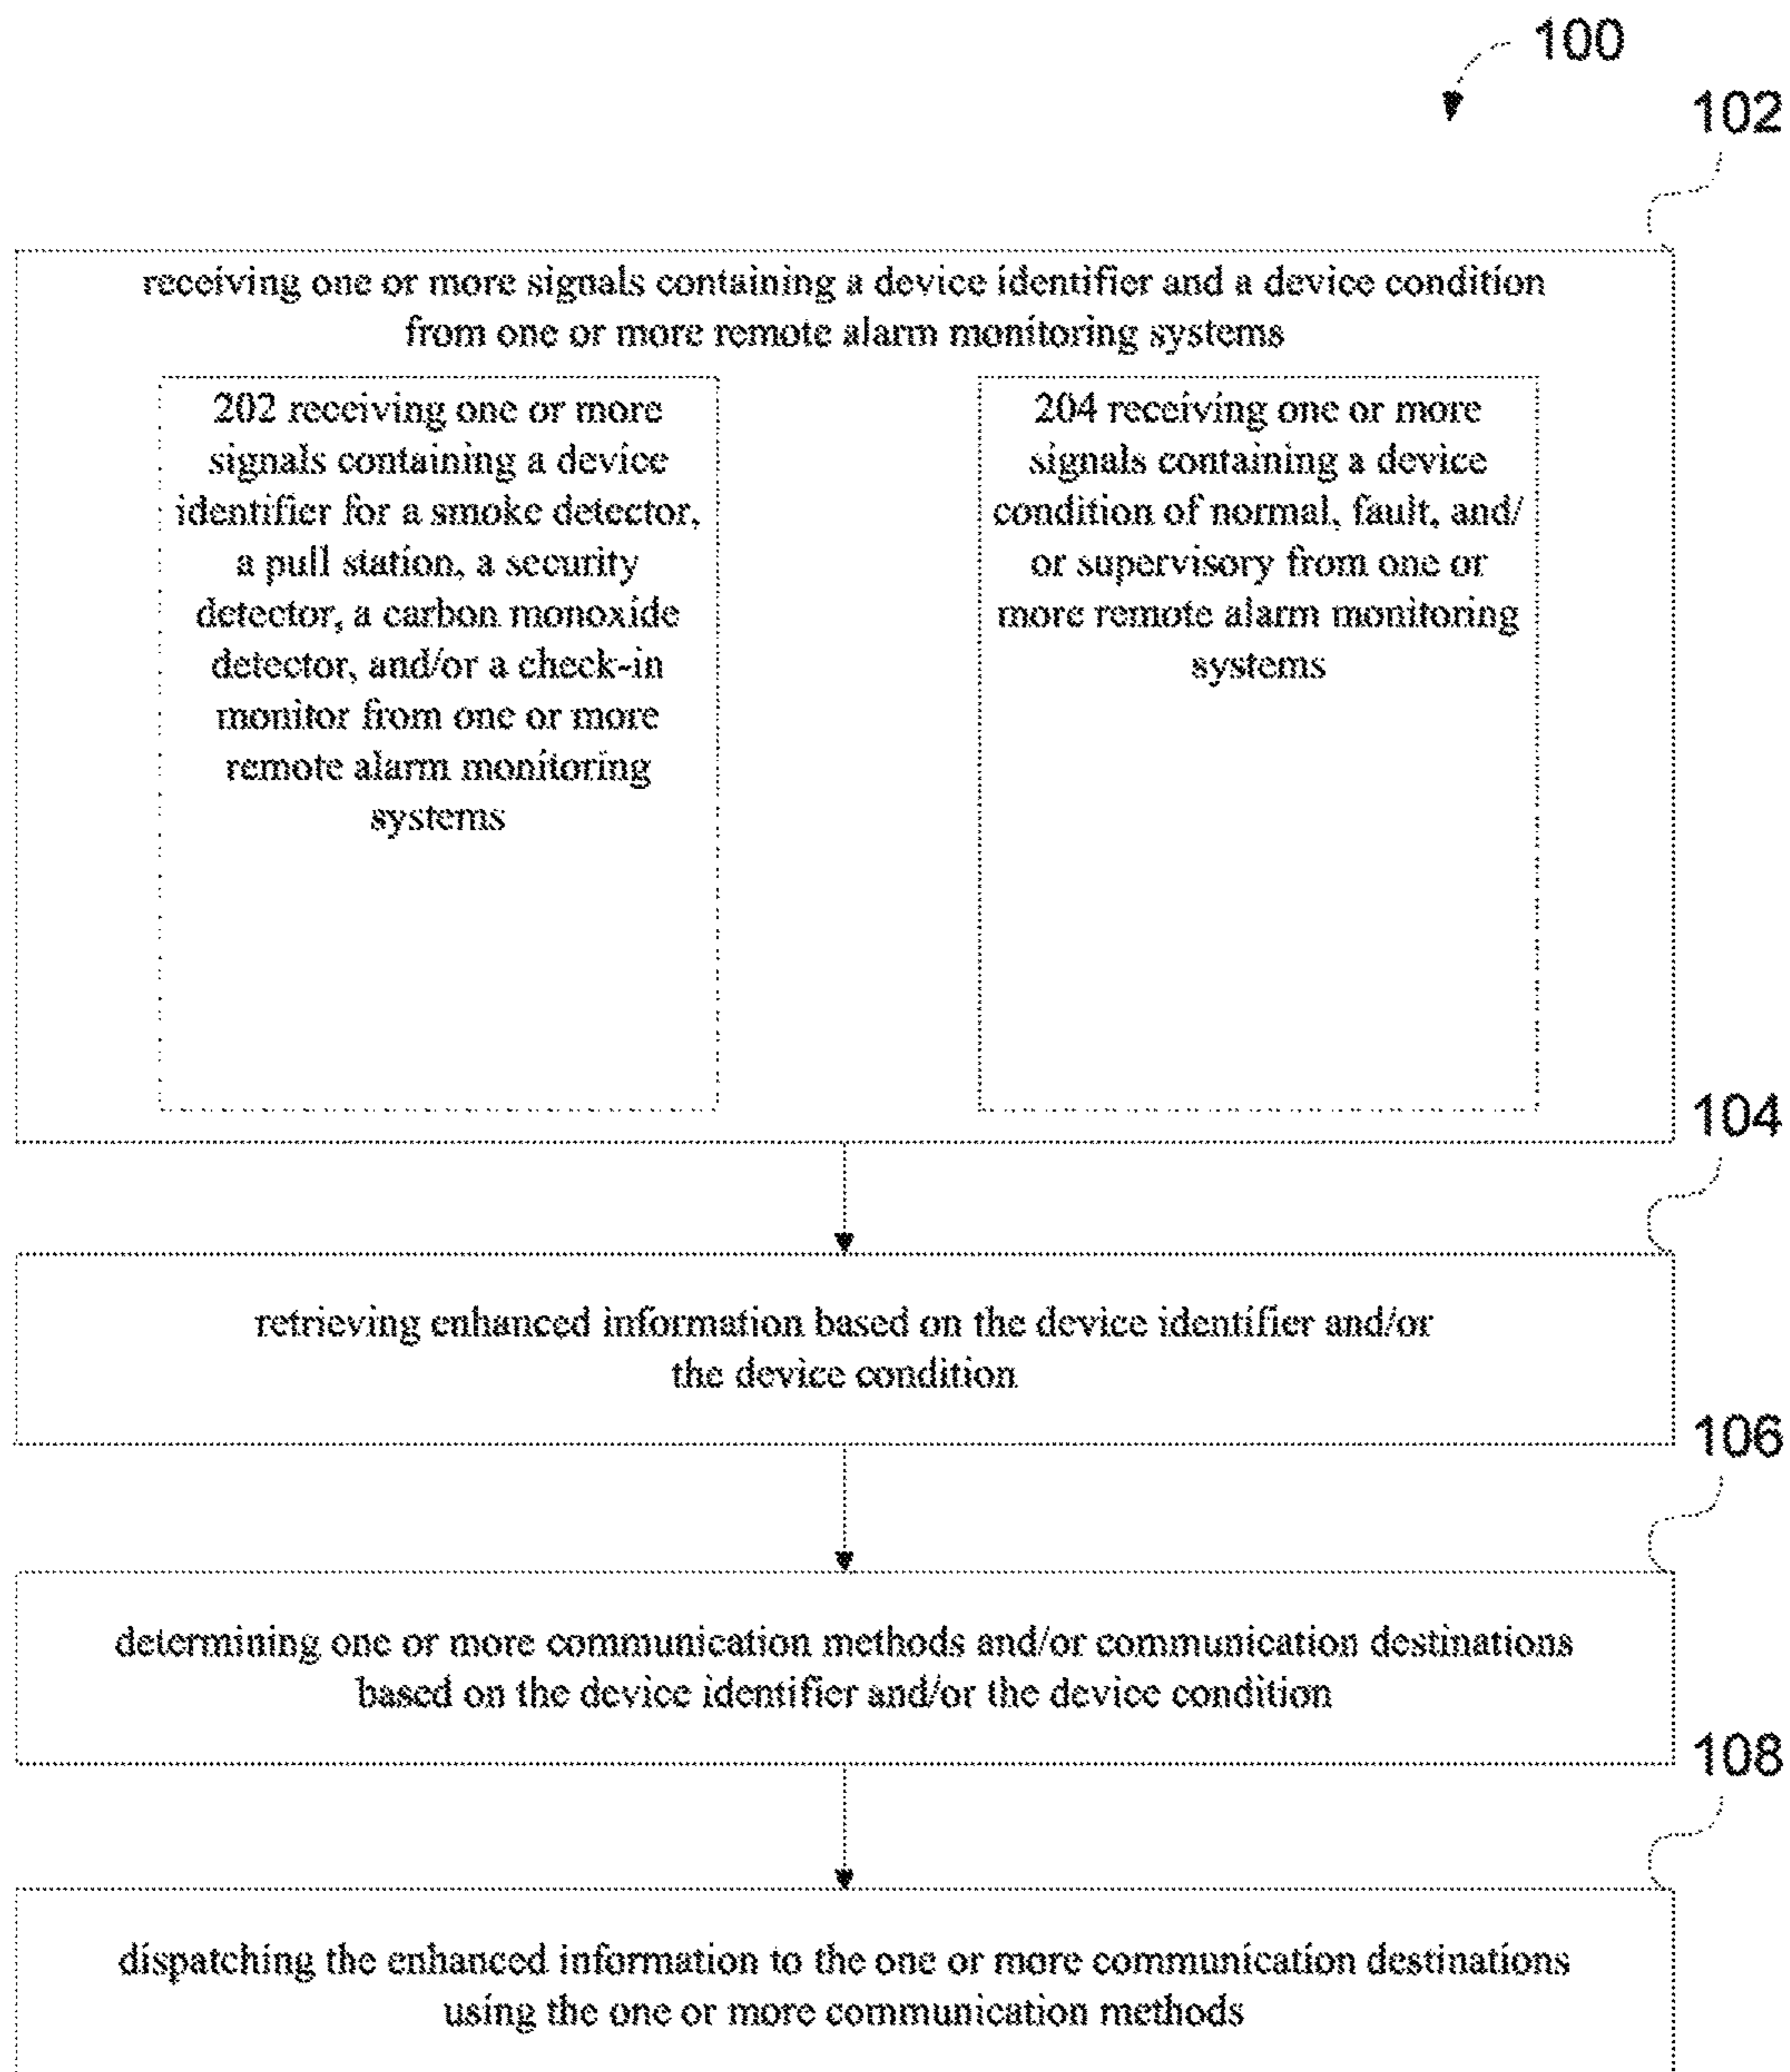 100
102
receiving one or more signals containing a device identifier and a device condition
from one or more remote alarm monitoring systems
202 receiving one or more
signals containing a device
identifier for a smoke detector,
a pull station, a security
detector, a carbon monoxide
detector, and/or a check-in
monitor from one or more
remote alarm monitoring
systems
204 receiving one or more
signals containing a device
condition of normal, fault, and/
or supervisory from one or
more remote alarm monitoring
systems
104
retrieving enhanced information based on the device identifier and/or
the device condition
106
determining one or more communication methods and/or communication destinations
based on the device identifier and/or the device condition
108
dispatching the enhanced information to the one or more communication destinations
using the one or more communication methods